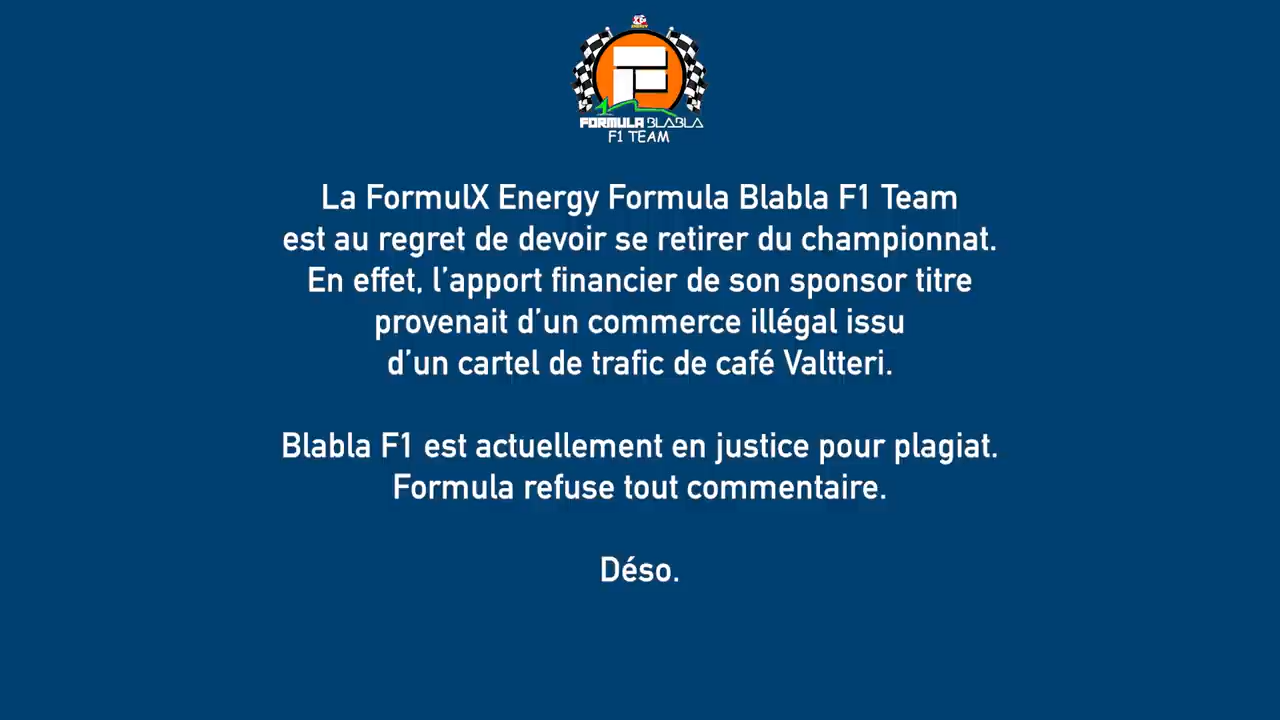 FORMULA BLABLA
F1 TEAM
La FormulX Energy Formula Blabla F1 Team
est au regret de devoir se retirer du championnat.
En effet, l’apport financier de son sponsor titre
provenait d’un commerce illégal issu
d’un cartel de trafic de café Valtteri.
Blabla F1 est actuellement en justice pour plagiat.
Formula refuse tout commentaire.
Déso.